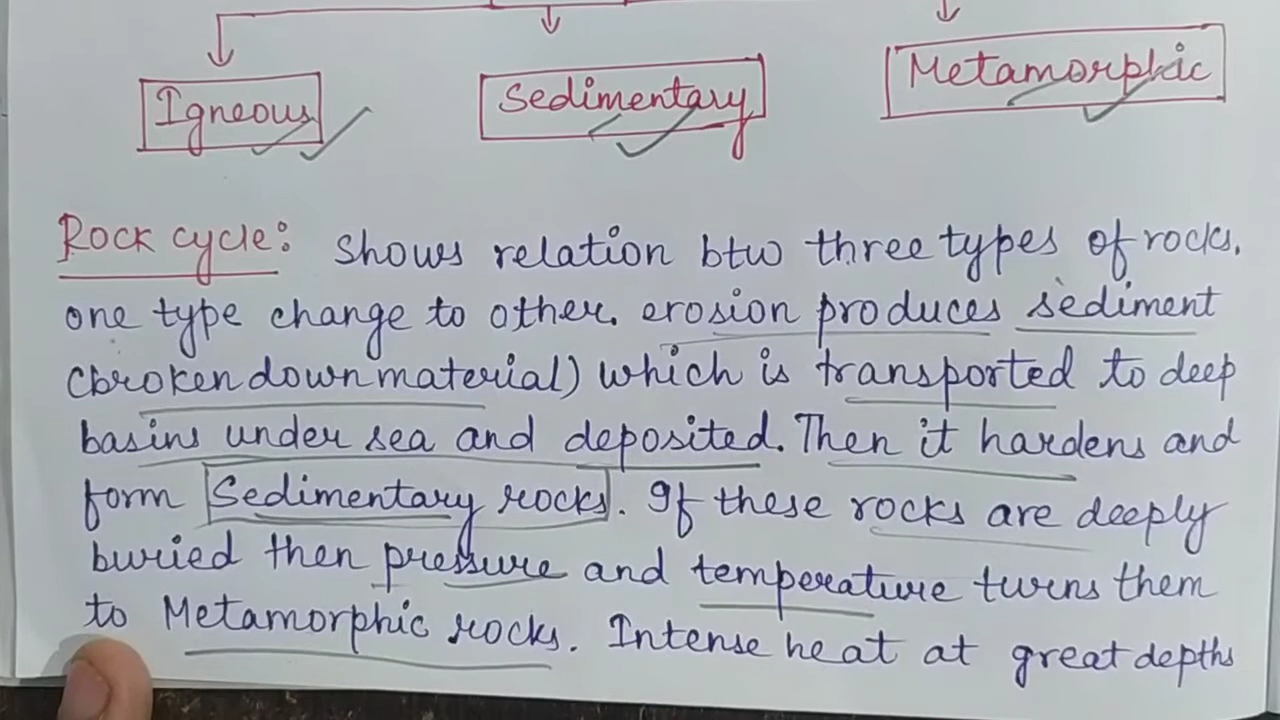 Igneous
Sedimentary
Metamorphic
Rock cycle: shows relation btw three types of rocks.
one type change to other. erosion produces sediment
(broken down material) which is transported to deep
basins under sea and deposited. Then it hardens and
form Sedimentary rocks. If these rocks are deeply
buried then pressure and temperature turns them
to Metamorphic rocks. Intense heat at great depths